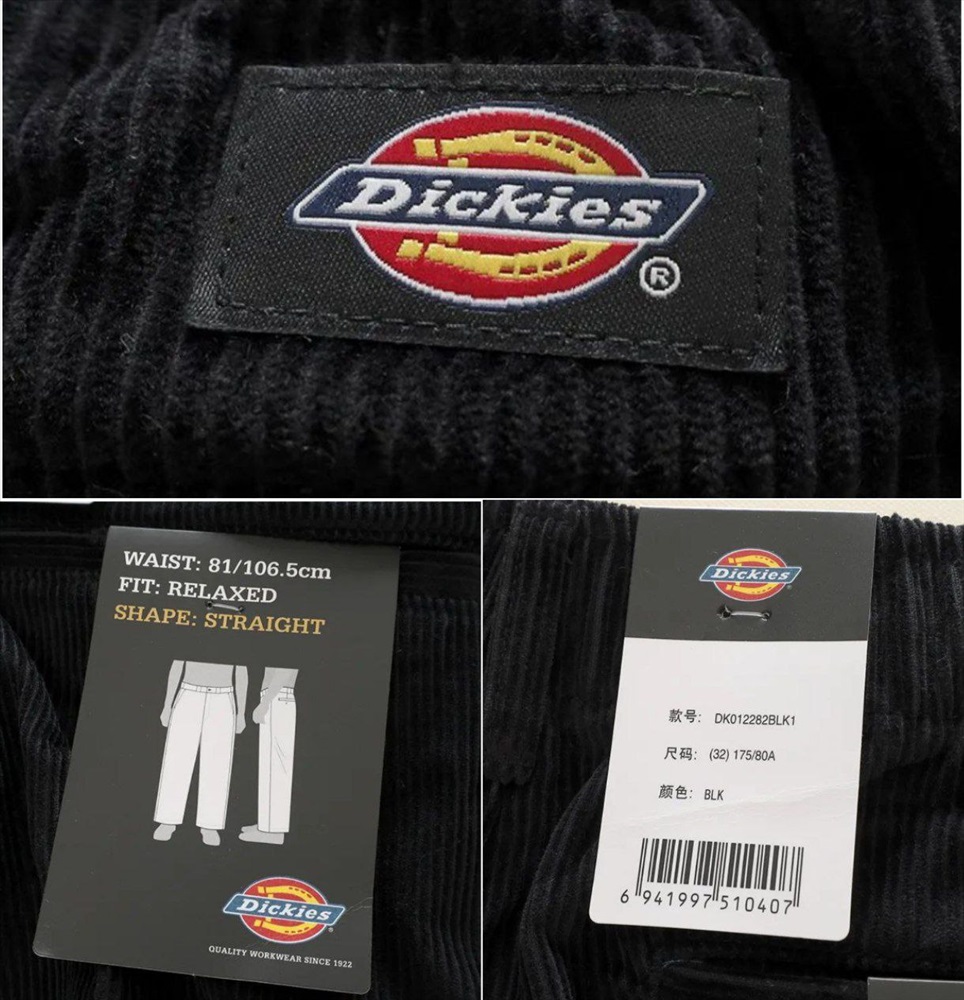 Dickies
®
WAIST: 81/106.5cm
FIT: RELAXED
SHAPE: STRAIGHT
Dickies
QUALITY WORKWEAR SINCE 1922
Dickies
款号: DK012282BLK1
尺码: (32) 175/80A
颜色: BLK
6 941997 510407